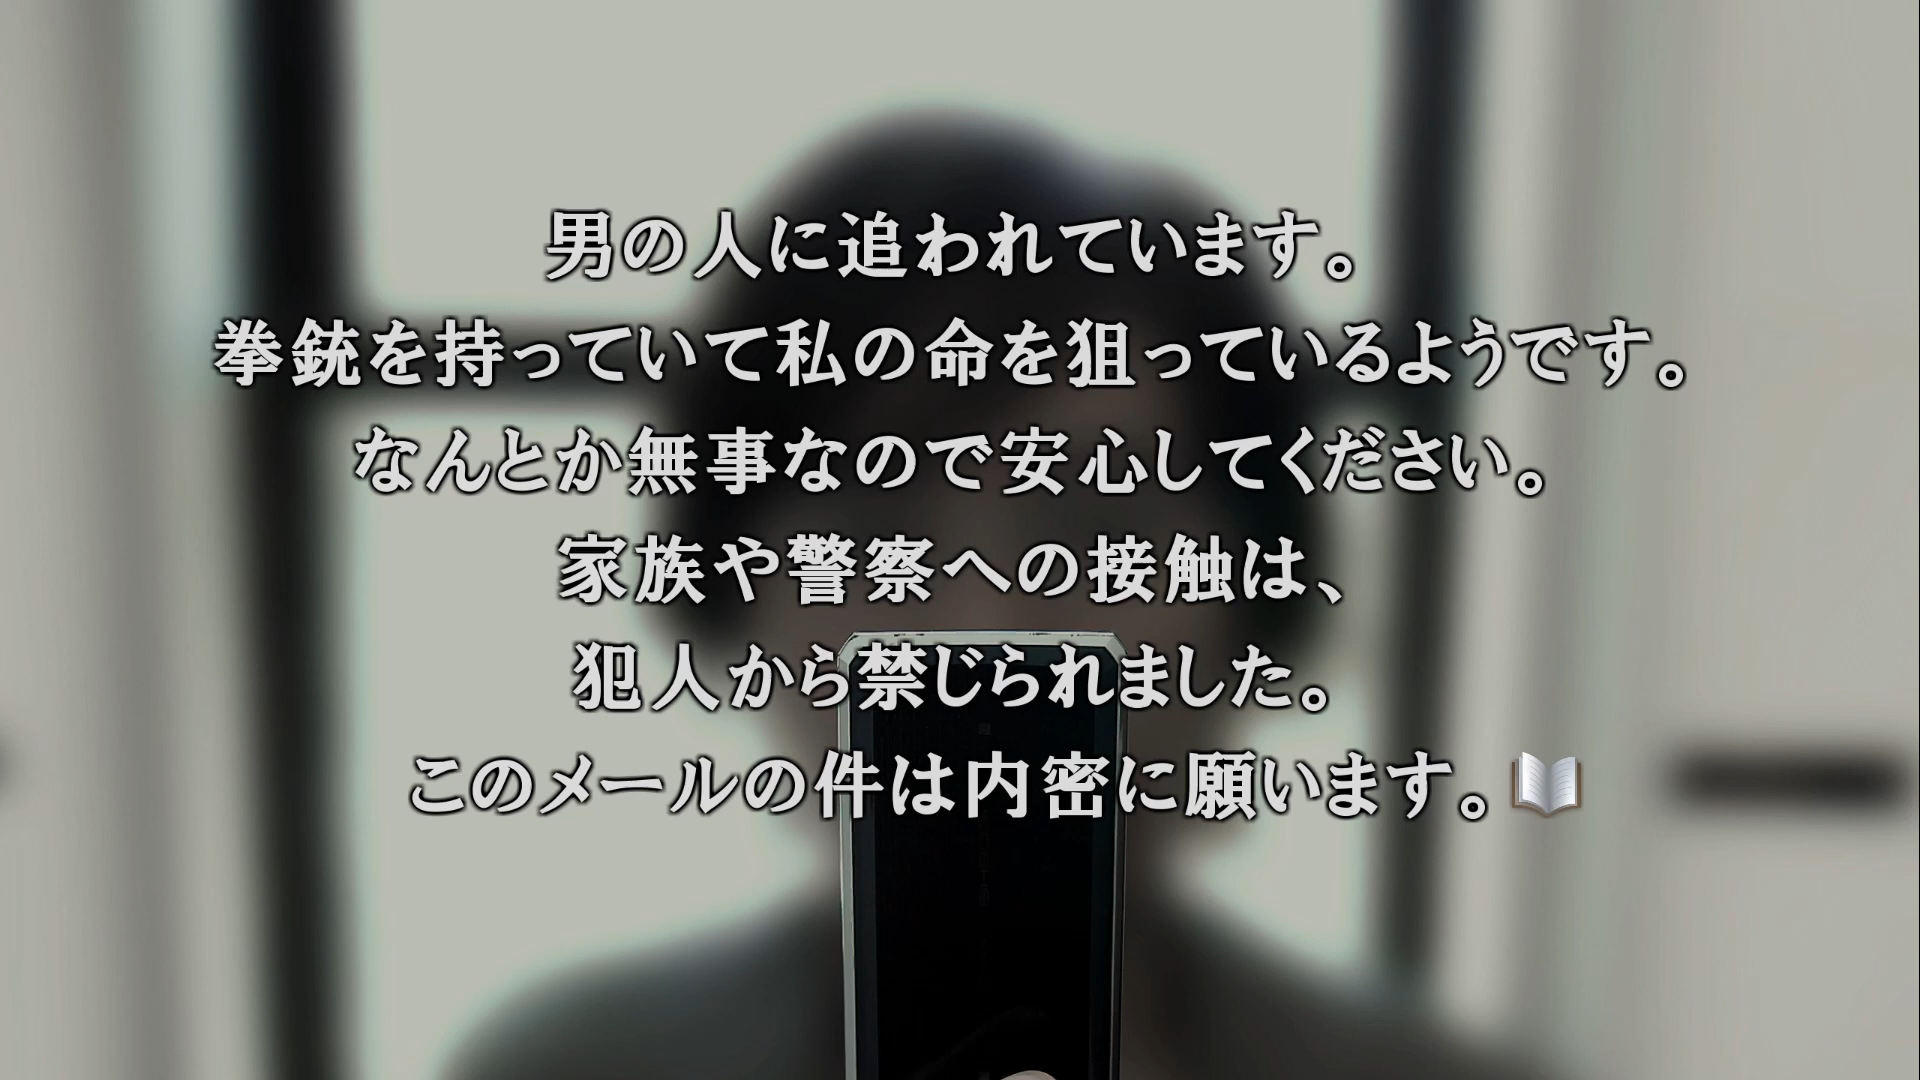 男の人に追われています。
拳銃を持っていて私の命を狙っているようです。
なんとか無事なので安心してください。
家族や警察への接触は、
犯人から禁じられました。
このメールの件は内密に願います。📖